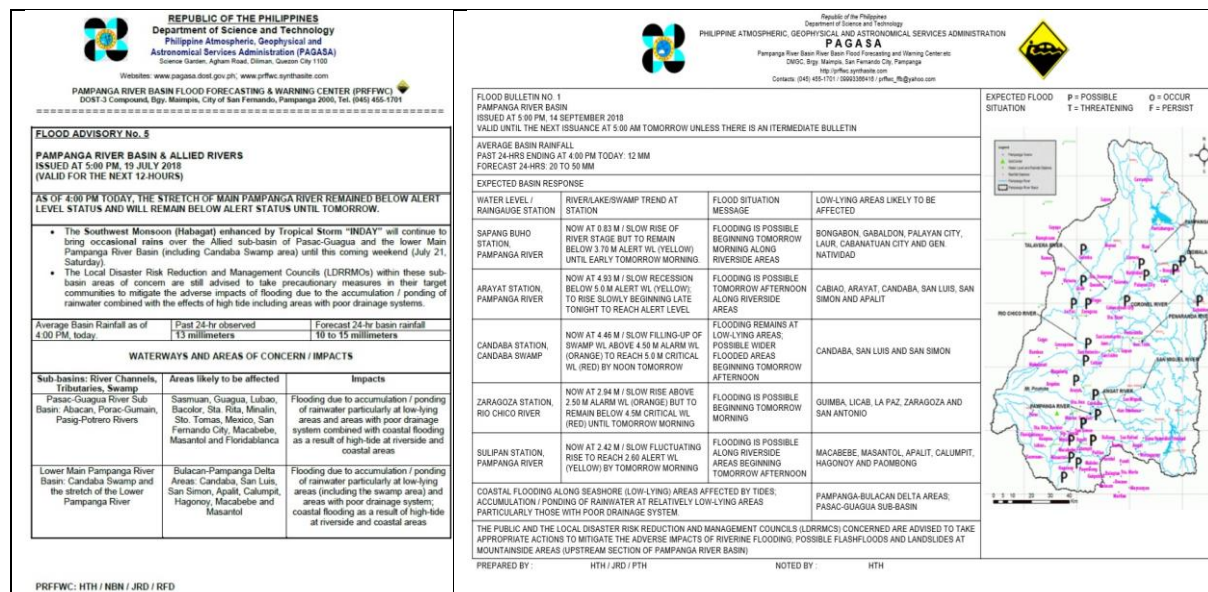 REPUBLIC OF THE PHILIPPINES
Department of Science and Technology
Philippine Atmospheric, Geophysical and
Astronomical Services Administration (PAGASA)
Science Garden, Agham Road, Diliman, Quezon City 1100
Websites: www.pagasa.dost.gov.ph; www.prffwc.synthasite.com
PAMPANGA RIVER BASIN FLOOD FORECASTING & WARNING CENTER (PRFFWC)
DOST-3 Compound, Bgy. Maimpis, City of San Fernando, Pampanga 2000, Tel. (045) 455-1701
FLOOD ADVISORY No. 5
PAMPANGA RIVER BASIN & ALLIED RIVERS
ISSUED AT 5:00 PM, 19 JULY 2018
(VALID FOR THE NEXT 12-HOURS)
AS OF 4:00 PM TODAY, THE STRETCH OF MAIN PAMPANGA RIVER REMAINED BELOW ALERT
LEVEL STATUS AND WILL REMAIN BELOW ALERT STATUS UNTIL TOMORROW.
• The Southwest Monsoon (Habagat) enhanced by Tropical Storm "INDAY" will continue to
bring occasional rains over the Allied sub-basin of Pasac-Guagua and the lower Main
Pampanga River Basin (including Candaba Swamp area) until this coming weekend (July 21,
Saturday).
• The Local Disaster Risk Reduction and Management Councils (LDRRMOs) within these sub-
basin areas of concern are still advised to take precautionary measures in their target
communities to mitigate the adverse impacts of flooding due to the accumulation / ponding of
rainwater combined with the effects of high tide including areas with poor drainage systems.
Average Basin Rainfall as of
4:00 PM, today.
Past 24-hr observed
13 millimeters
Forecast 24-hr basin rainfall
10 to 15 millimeters
WATERWAYS AND AREAS OF CONCERN / IMPACTS
Sub-basins: River Channels,
Tributaries, Swamp
Areas likely to be affected
Impacts
Pasac-Guagua River Sub
Basin: Abacan, Porac-Gumain,
Pasig-Potrero Rivers
Sasmuan, Guagua, Lubao,
Bacolor, Sta. Rita, Minalin,
Sto. Tomas, Mexico, San
Fernando City, Macabebe,
Masantol and Floridablanca
Flooding due to accumulation / ponding
of rainwater particularly at low-lying
areas and areas with poor drainage
system combined with coastal flooding
as a result of high-tide at riverside and
coastal areas
Lower Main Pampanga River
Basin: Candaba Swamp and
the stretch of the Lower
Pampanga River
Bulacan-Pampanga Delta
Areas: Candaba, San Luis,
San Simon, Apalit, Calumpit,
Hagonoy, Macabebe and
Masantol
Flooding due to accumulation / ponding
of rainwater particularly at low-lying
areas (including the swamp area) and
areas with poor drainage system;
coastal flooding as a result of high-tide
at riverside and coastal areas
PRFFWC: HTH / NBN / JRD / RFD
Republic of the Philippines
Department of Science and Technology
PHILIPPINE ATMOSPHERIC, GEOPHYSICAL AND ASTRONOMICAL SERVICES ADMINISTRATION
PAGASA
Pampanga River Basin River Basin Flood Forecasting and Warning Center etc
DMGC, Brgy. Maimpis, San Fernando City, Pampanga
http://prffwc.synthasite.com
Contacts: (045) 455-1701 / 09993366416 / prffwc_ffb@yahoo.com
FLOOD BULLETIN NO. 1
PAMPANGA RIVER BASIN
ISSUED AT 5:00 PM, 14 SEPTEMBER 2018
VALID UNTIL THE NEXT ISSUANCE AT 5:00 AM TOMORROW UNLESS THERE IS AN ITERMEDIATE BULLETIN
AVERAGE BASIN RAINFALL
PAST 24-HRS ENDING AT 4:00 PM TODAY: 12 MM
FORECAST 24-HRS: 20 TO 50 MM
EXPECTED BASIN RESPONSE
WATER LEVEL /
RAINGAUGE STATION
RIVER/LAKE/SWAMP TREND AT
STATION
FLOOD SITUATION
MESSAGE
LOW-LYING AREAS LIKELY TO BE
AFFECTED
SAPANG BUHO
STATION,
PAMPANGA RIVER
NOW AT 0.83 M / SLOW RISE OF
RIVER STAGE BUT TO REMAIN
BELOW 3.70 M ALERT WL (YELLOW)
UNTIL EARLY TOMORROW MORNING.
FLOODING IS POSSIBLE
BEGINNING TOMORROW
MORNING ALONG
RIVERSIDE AREAS
BONGABON, GABALDON, PALAYAN CITY,
LAUR, CABANATUAN CITY AND GEN.
NATIVIDAD
ARAYAT STATION,
PAMPANGA RIVER
NOW AT 4.93 M / SLOW RECESSION
BELOW 5.0 M ALERT WL (YELLOW);
TO RISE SLOWLY BEGINNING LATE
TONIGHT TO REACH ALERT LEVEL
FLOODING IS POSSIBLE
TOMORROW AFTERNOON
ALONG RIVERSIDE
AREAS
CABIAO, ARAYAT, CANDABA, SAN LUIS, SAN
SIMON AND APALIT
CANDABA STATION,
CANDABA SWAMP
NOW AT 4.46 M / SLOW FILLING-UP OF
SWAMP WL ABOVE 4.50 M ALARM WL
(ORANGE) TO REACH 5.0 M CRITICAL
WL (RED) BY NOON TOMORROW
FLOODING REMAINS AT
LOW-LYING AREAS;
POSSIBLE WIDER
FLOODED AREAS
BEGINNING TOMORROW
AFTERNOON
CANDABA, SAN LUIS AND SAN SIMON
ZARAGOZA STATION,
RIO CHICO RIVER
NOW AT 2.94 M / SLOW RISE ABOVE
2.50 M ALARM WL (ORANGE) BUT TO
REMAIN BELOW 4.5M CRITICAL WL
(RED) UNTIL TOMORROW MORNING
FLOODING IS POSSIBLE
BEGINNING TOMORROW
MORNING
GUIMBA, LICAB, LA PAZ, ZARAGOZA AND
SAN ANTONIO
SULIPAN STATION,
PAMPANGA RIVER
NOW AT 2.42 M / SLOW FLUCTUATING
RISE TO REACH 2.60 ALERT WL
(YELLOW) BY TOMORROW MORNING
FLOODING IS POSSIBLE
ALONG RIVERSIDE
AREAS BEGINNING
TOMORROW AFTERNOON
MACABEBE, MASANTOL, APALIT, CALUMPIT,
HAGONOY AND PAOMBONG
COASTAL FLOODING ALONG SEASHORE (LOW-LYING) AREAS AFFECTED BY TIDES;
ACCUMULATION / PONDING OF RAINWATER AT RELATIVELY LOW-LYING AREAS
PARTICULARLY THOSE WITH POOR DRAINAGE SYSTEM.
PAMPANGA-BULACAN DELTA AREAS;
PASAC-GUAGUA SUB-BASIN
THE PUBLIC AND THE LOCAL DISASTER RISK REDUCTION AND MANAGEMENT COUNCILS (LDRRMCS) CONCERNED ARE ADVISED TO TAKE
APPROPRIATE ACTIONS TO MITIGATE THE ADVERSE IMPACTS OF RIVERINE FLOODING, POSSIBLE FLASHFLOODS AND LANDSLIDES AT
MOUNTAINSIDE AREAS (UPSTREAM SECTION OF PAMPANGA RIVER BASIN)
PREPARED BY : HTH / JRD / PTH NOTED BY : HTH
EXPECTED FLOOD P = POSSIBLE O = OCCUR
SITUATION T = THREATENING F = PERSIST
TALAVERA RIVER
CORONEL RIVER
RIO CHICO RIVER
PENARANDA RIVER
SAN MIGUEL RIVER
ANGAT RIVER
PAMPANGA RIVER